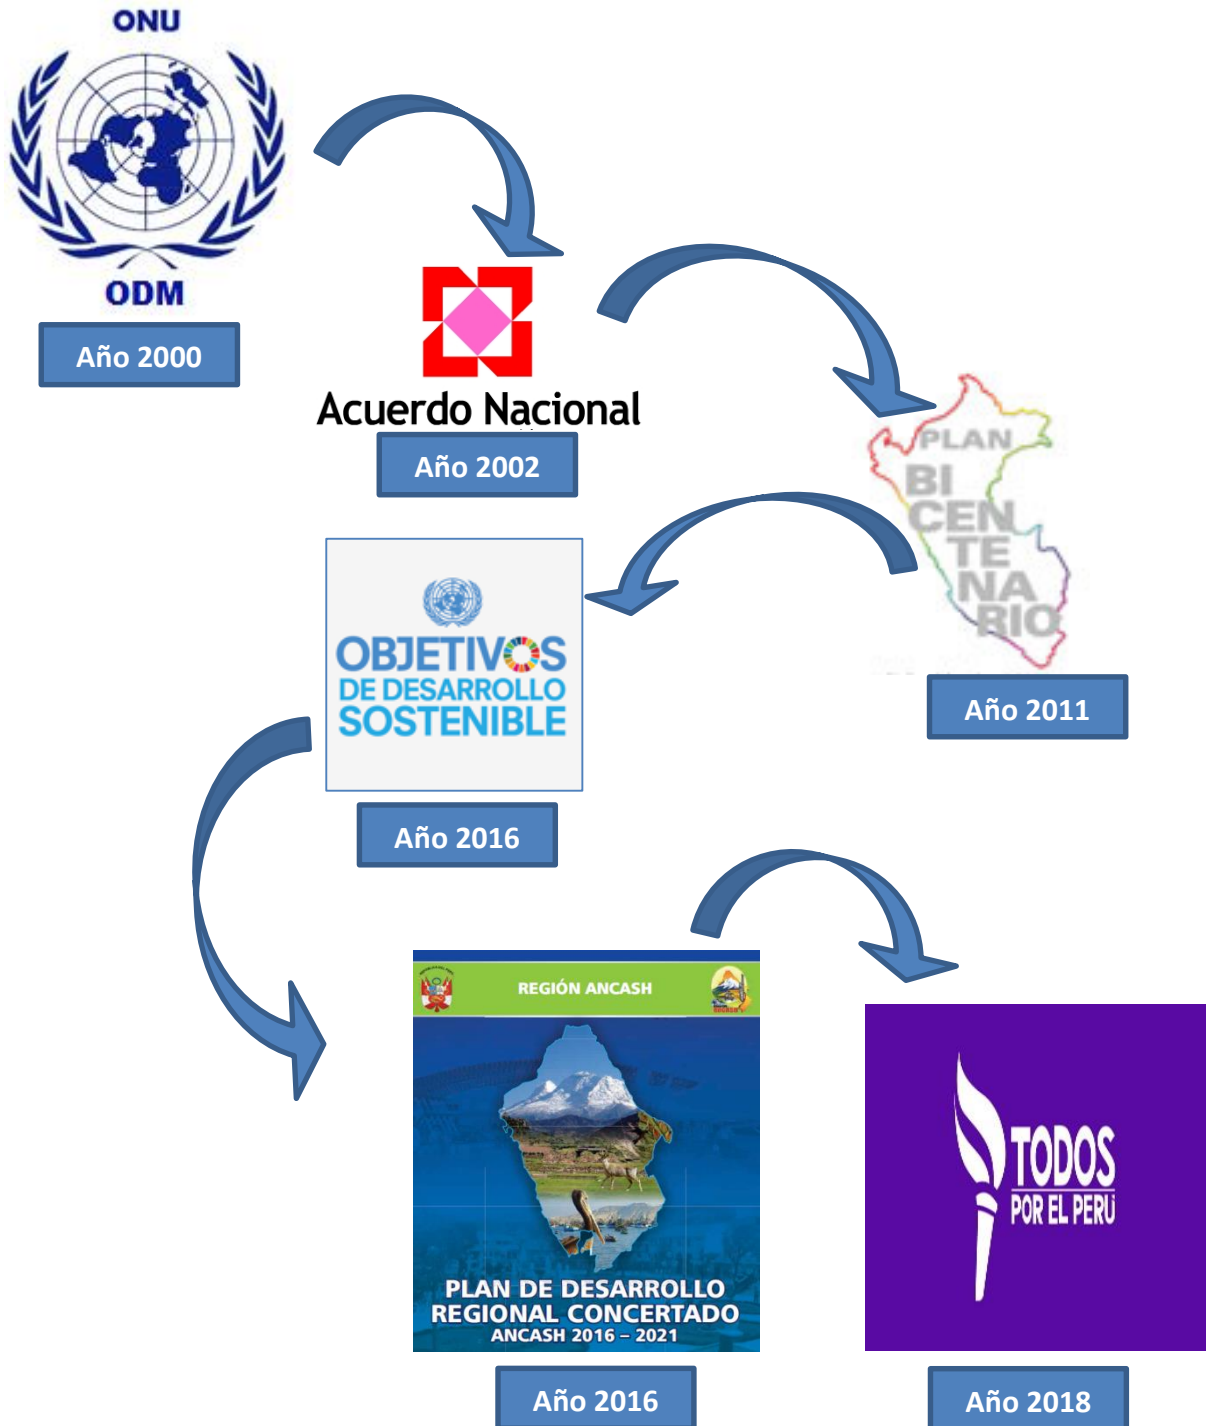 ONU
ODM
Año 2000
Acuerdo Nacional
Año 2002
PLAN
BI
CEN
TE
NA
RIO
Año 2011
OBJETIVOS
DE DESARROLLO
SOSTENIBLE
Año 2016
REGIÓN ANCASH
PLAN DE DESARROLLO
REGIONAL CONCERTADO
ANCASH 2016 – 2021
Año 2016
TODOS
POR EL PERÚ
Año 2018